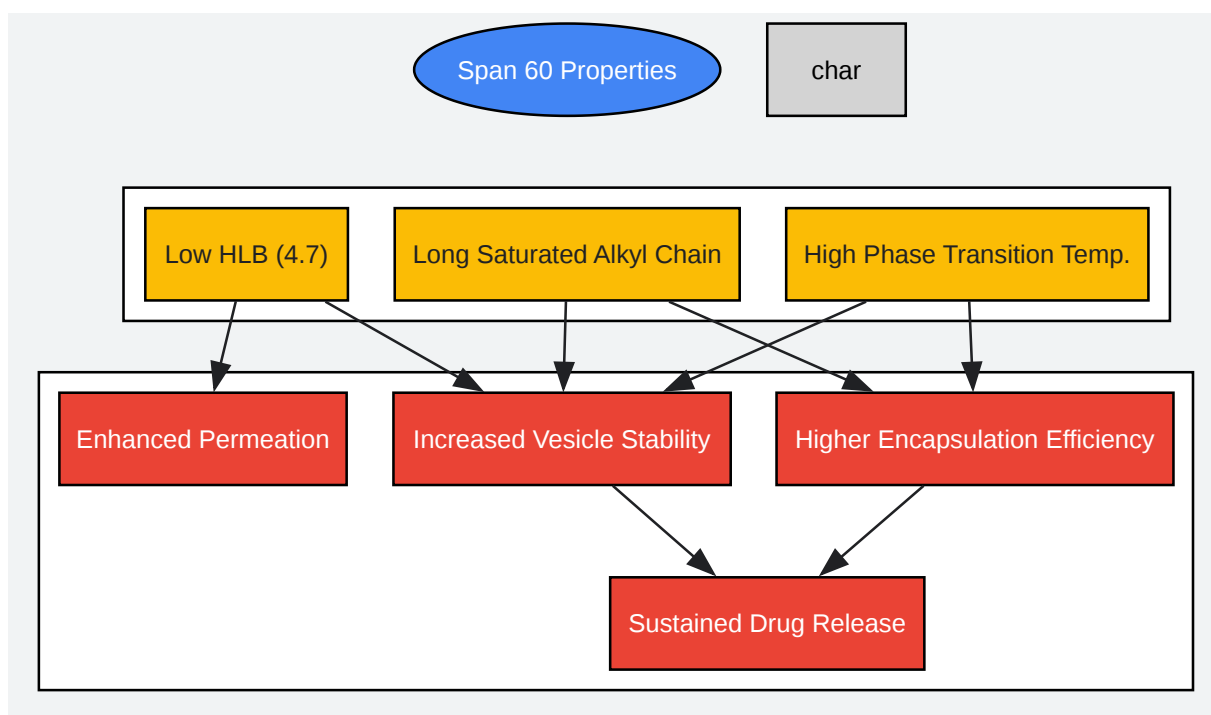 Span 60 Properties
char
Low HLB (4.7)
Long Saturated Alkyl Chain
High Phase Transition Temp.
Enhanced Permeation
Increased Vesicle Stability
Higher Encapsulation Efficiency
Sustained Drug Release